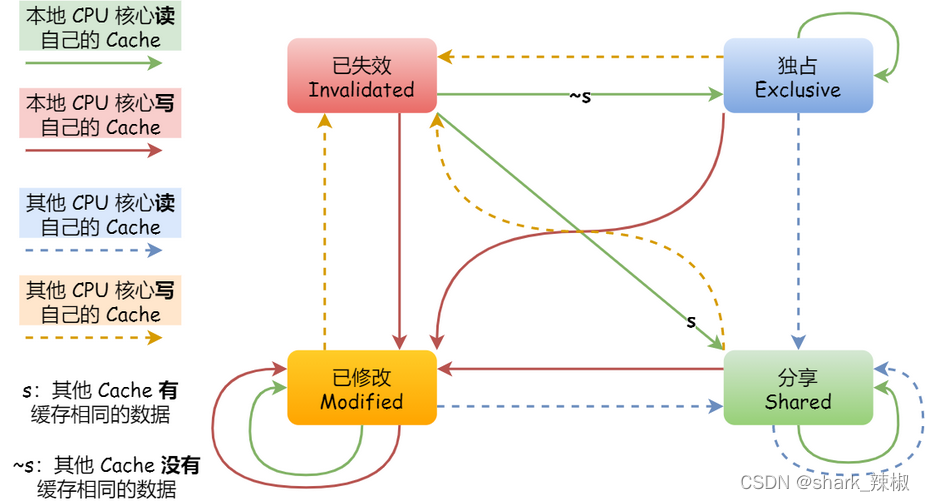 本地 CPU 核心读
自己的 Cache
本地 CPU 核心写
自己的 Cache
其他 CPU 核心读
自己的 Cache
其他 CPU 核心写
自己的 Cache
s：其他 Cache 有
缓存相同的数据
~s：其他 Cache 没有
缓存相同的数据
已失效
Invalidated
~s
独占
Exclusive
s
已修改
Modified
分享
Shared
CSDN @shark_辣椒